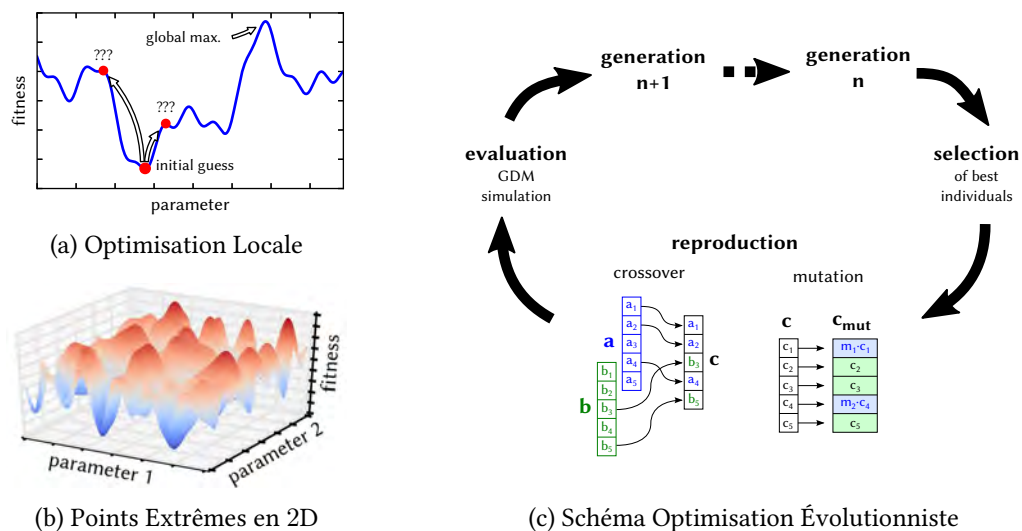 global max.
???
???
initial guess
fitness
parameter
(a) Optimisation Locale
fitness
parameter 1
parameter 2
(b) Points Extrêmes en 2D
generation
n+1
generation
n
evaluation
GDM
simulation
selection
of best
individuals
reproduction
crossover
mutation
a
a₁
a₂
a₃
a₄
a₅
b
b₁
b₂
b₃
b₄
b₅
a₁
a₂
b₃
a₄
b₅
c
c
c₁
c₂
c₃
c₄
c₅
c_mut
m₁·c₁
c₂
c₃
m₂·c₄
c₅
(c) Schéma Optimisation Évolutionniste